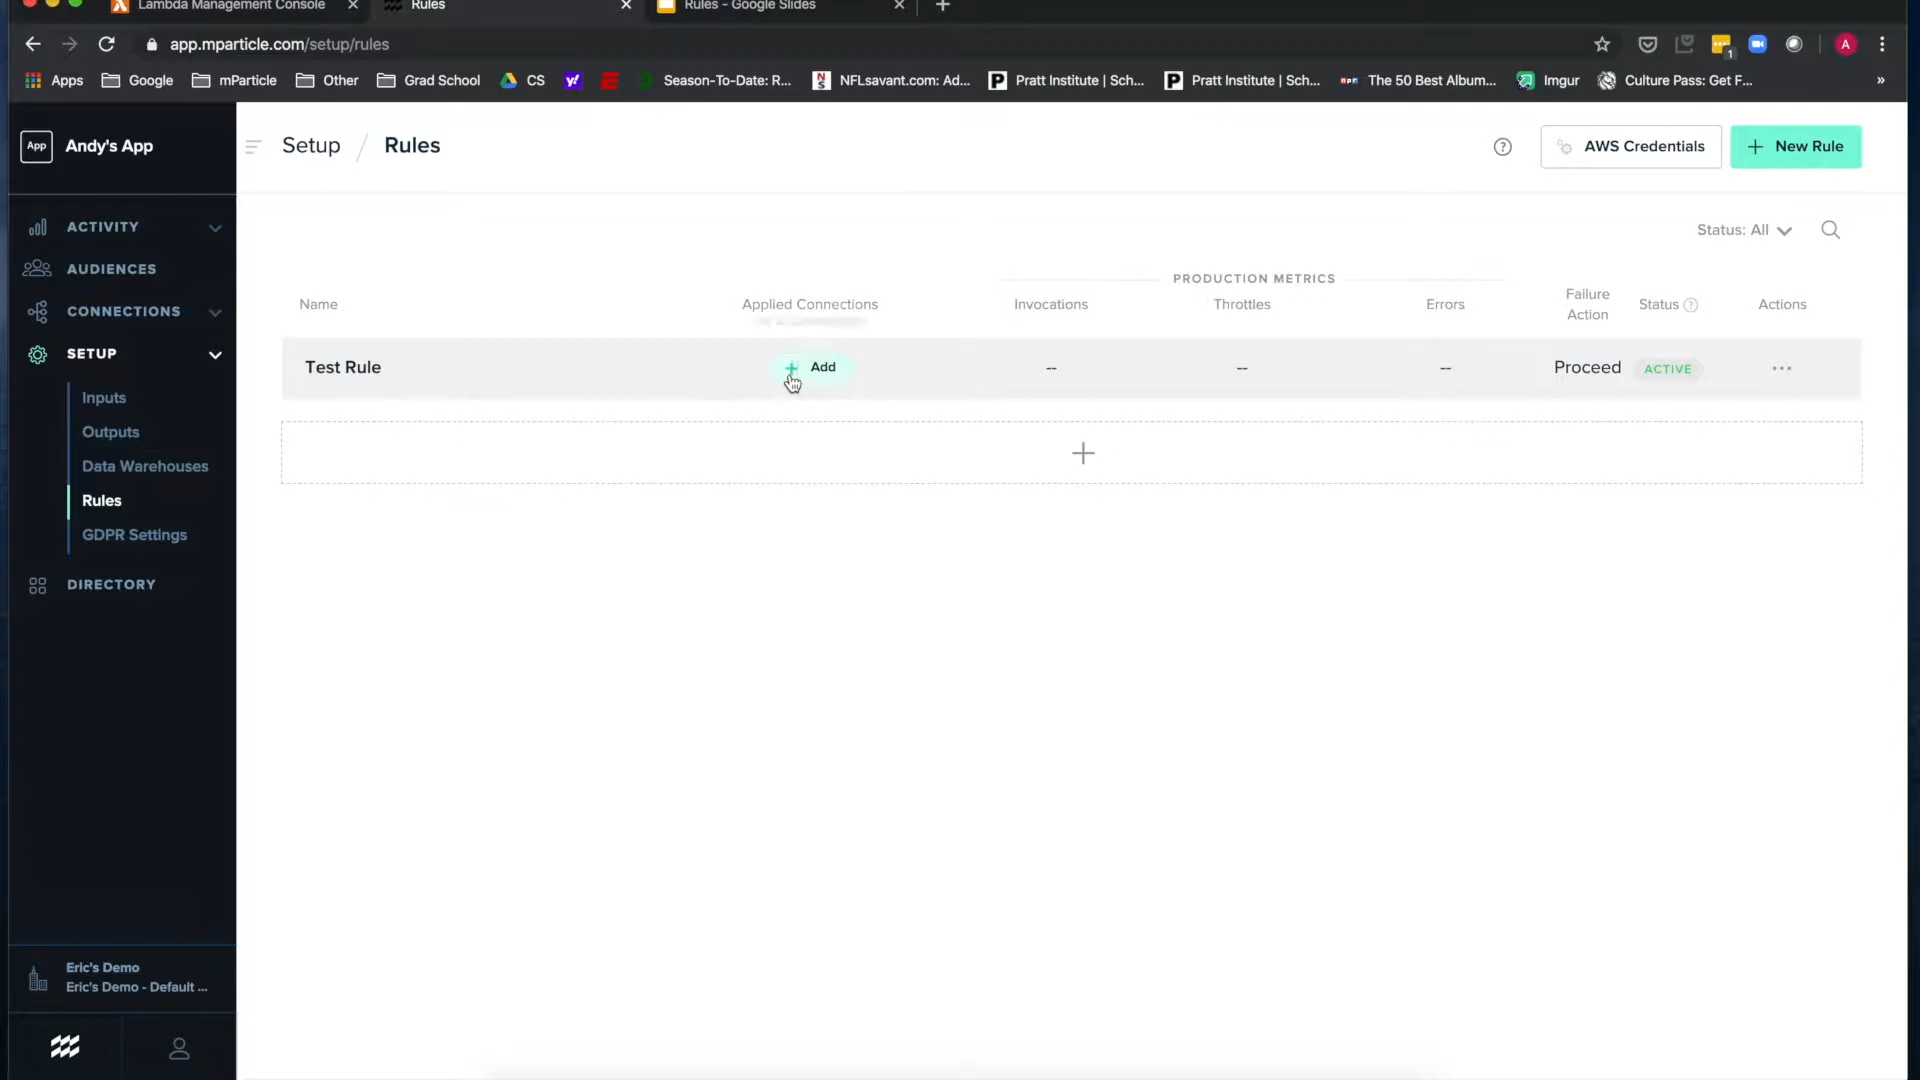 Lambda Management Console
Rules
Rules - Google Slides
app.mparticle.com/setup/rules
1
A
Apps
Google
mParticle
Other
Grad School
CS
y!
Season-To-Date: R...
NFLsavant.com: Ad...
Pratt Institute | Sch...
Pratt Institute | Sch...
npr
The 50 Best Album...
Imgur
Culture Pass: Get F...
»
App
Andy's App
Setup / Rules
?
AWS Credentials
+ New Rule
ACTIVITY
AUDIENCES
CONNECTIONS
SETUP
Inputs
Outputs
Data Warehouses
Rules
GDPR Settings
DIRECTORY
Status: All
PRODUCTION METRICS
Name
Applied Connections
Invocations
Throttles
Errors
Failure
Action
Status ?
Actions
Test Rule
+ Add
--
--
--
Proceed
ACTIVE
...
+
Eric's Demo
Eric's Demo - Default ...